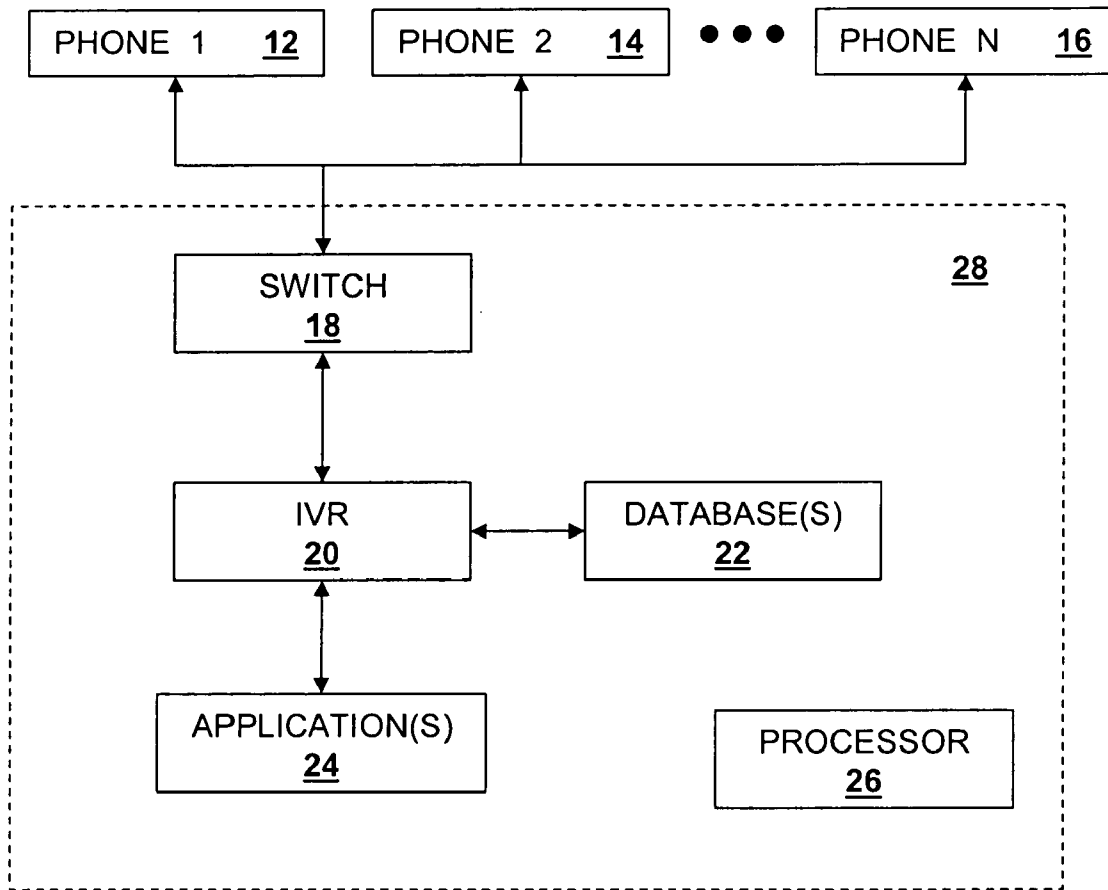 PHONE 1 12
PHONE 2 14
PHONE N 16
28
SWITCH
18
IVR
20
DATABASE(S)
22
APPLICATION(S)
24
PROCESSOR
26